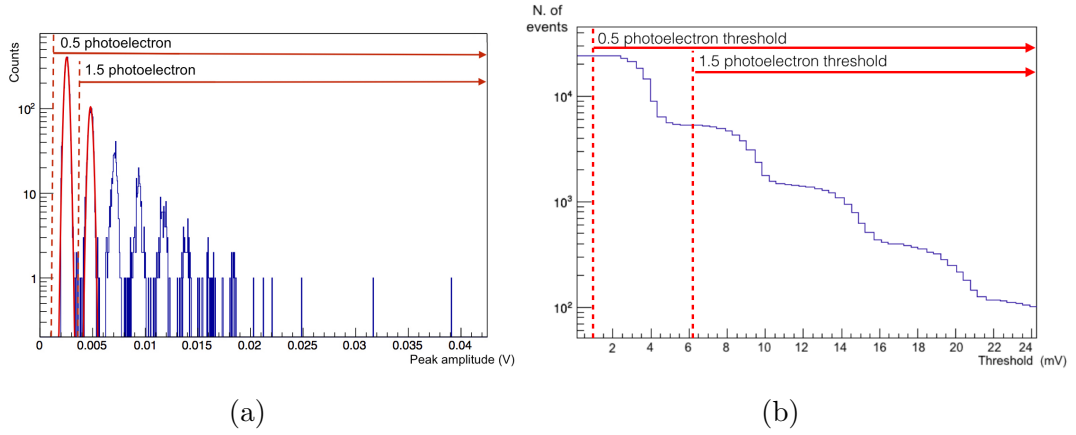 0.5 photoelectron
1.5 photoelectron
Counts
10²
10
1
0 0.005 0.01 0.015 0.02 0.025 0.03 0.035 0.04
Peak amplitude (V)
(a)
N. of
events
0.5 photoelectron threshold
1.5 photoelectron threshold
10⁴
10³
10²
2 4 6 8 10 12 14 16 18 20 22 24
Threshold (mV)
(b)